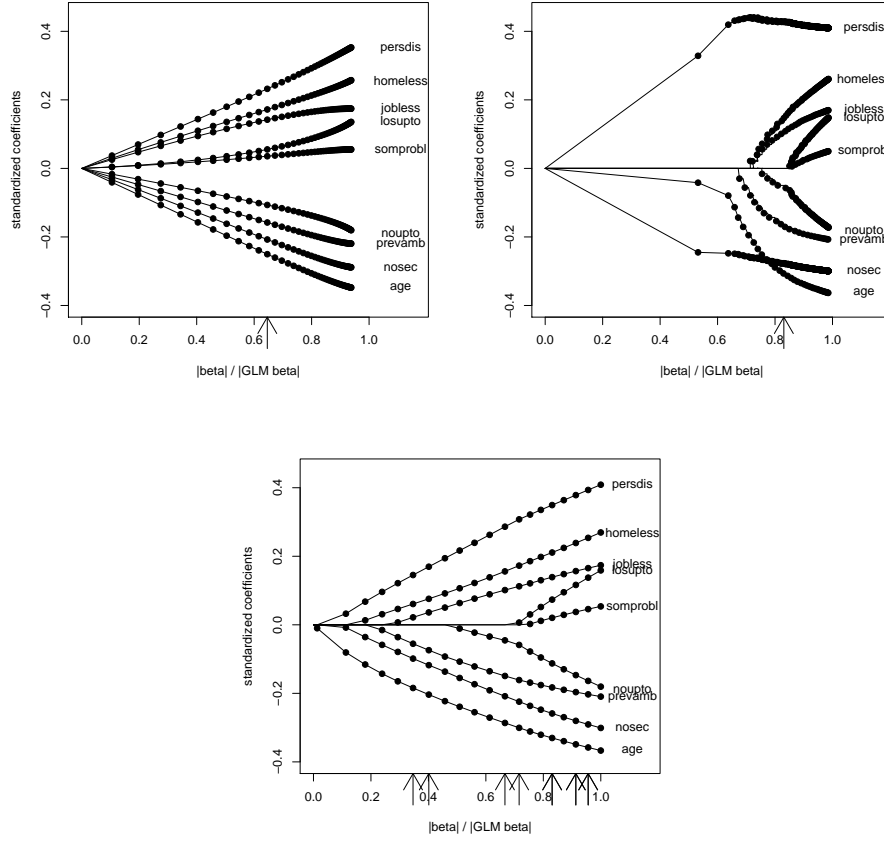 standardized coefficients
0.4
0.2
0.0
−0.2
−0.4
persdis
homeless
jobless
losupto
somprobl
noupto
prevamb
nosec
age
0.0 0.2 0.4 0.6 0.8 1.0
|beta| / |GLM beta|
standardized coefficients
0.4
0.2
0.0
−0.2
−0.4
persdis
homeless
jobless
losupto
somprobl
noupto
prevamb
nosec
age
0.0 0.2 0.4 0.6 0.8 1.0
|beta| / |GLM beta|
standardized coefficients
0.4
0.2
0.0
−0.2
−0.4
persdis
homeless
jobless
losupto
somprobl
noupto
prevamb
nosec
age
0.0 0.2 0.4 0.6 0.8 1.0
|beta| / |GLM beta|